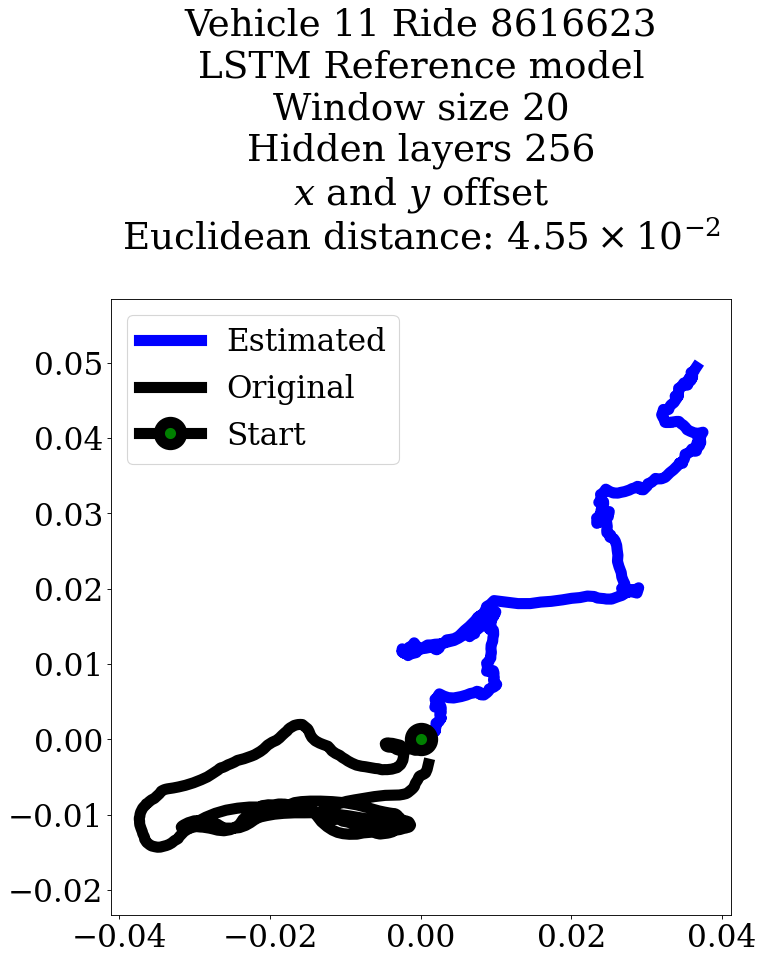 Vehicle 11 Ride 8616623
LSTM Reference model
Window size 20
Hidden layers 256
x and y offset
Euclidean distance: 4.55 × 10⁻²
Estimated
Original
Start
0.05
0.04
0.03
0.02
0.01
0.00
−0.01
−0.02
−0.04 −0.02 0.00 0.02 0.04